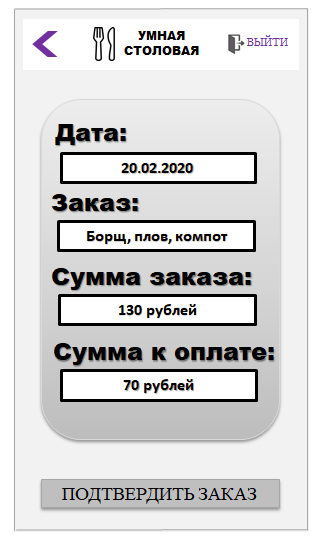 УМНАЯ
СТОЛОВАЯ
ВЫЙТИ
Дата:
20.02.2020
Заказ:
Борщ, плов, компот
Сумма заказа:
130 рублей
Сумма к оплате:
70 рублей
ПОДТВЕРДИТЬ ЗАКАЗ